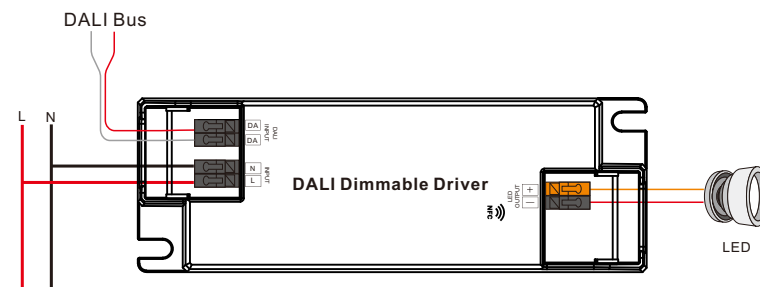 DALI Bus
L N
DA
DA
DALI
INPUT
N
L
INPUT
DALI Dimmable Driver
NFC
LED
OUTPUT
+
—
LED